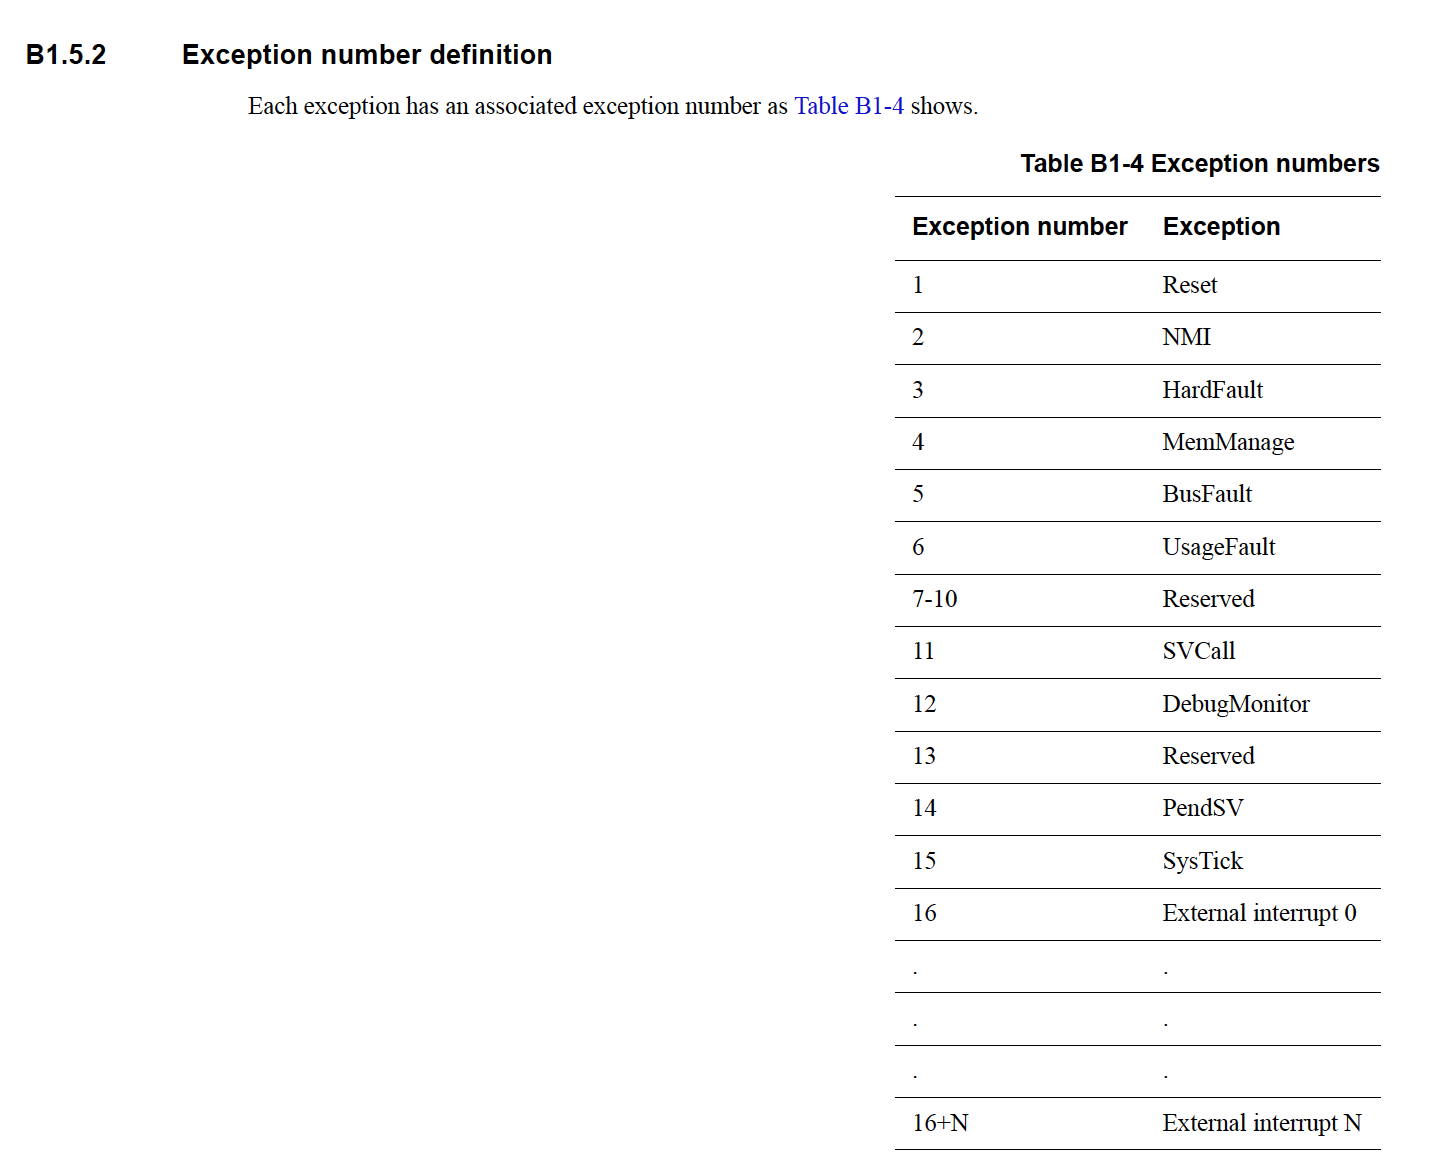 B1.5.2 Exception number definition
Each exception has an associated exception number as Table B1-4 shows.
Table B1-4 Exception numbers
Exception number Exception
1 Reset
2 NMI
3 HardFault
4 MemManage
5 BusFault
6 UsageFault
7-10 Reserved
11 SVCall
12 DebugMonitor
13 Reserved
14 PendSV
15 SysTick
16 External interrupt 0
. .
. .
. .
16+N External interrupt N